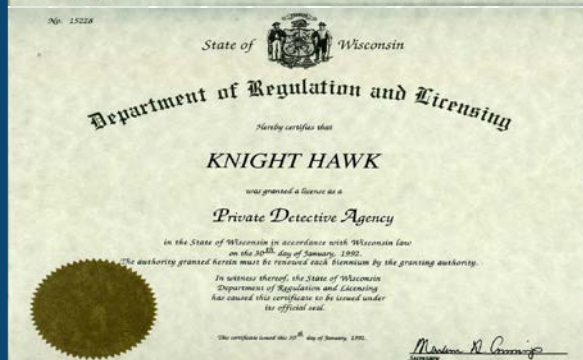 No. 15228
State of Wisconsin
Department of Regulation and Licensing
Hereby certifies that
KNIGHT HAWK
was granted a license as a
Private Detective Agency
in the State of Wisconsin in accordance with Wisconsin law
on the 30th day of January, 1992.
The authority granted herein must be renewed each biennium by the granting authority.
In witness thereof, the State of Wisconsin
Department of Regulation and Licensing
has caused this certificate to be issued under
its official seal.
This certificate issued this 30th day of January, 1992.
Secretary